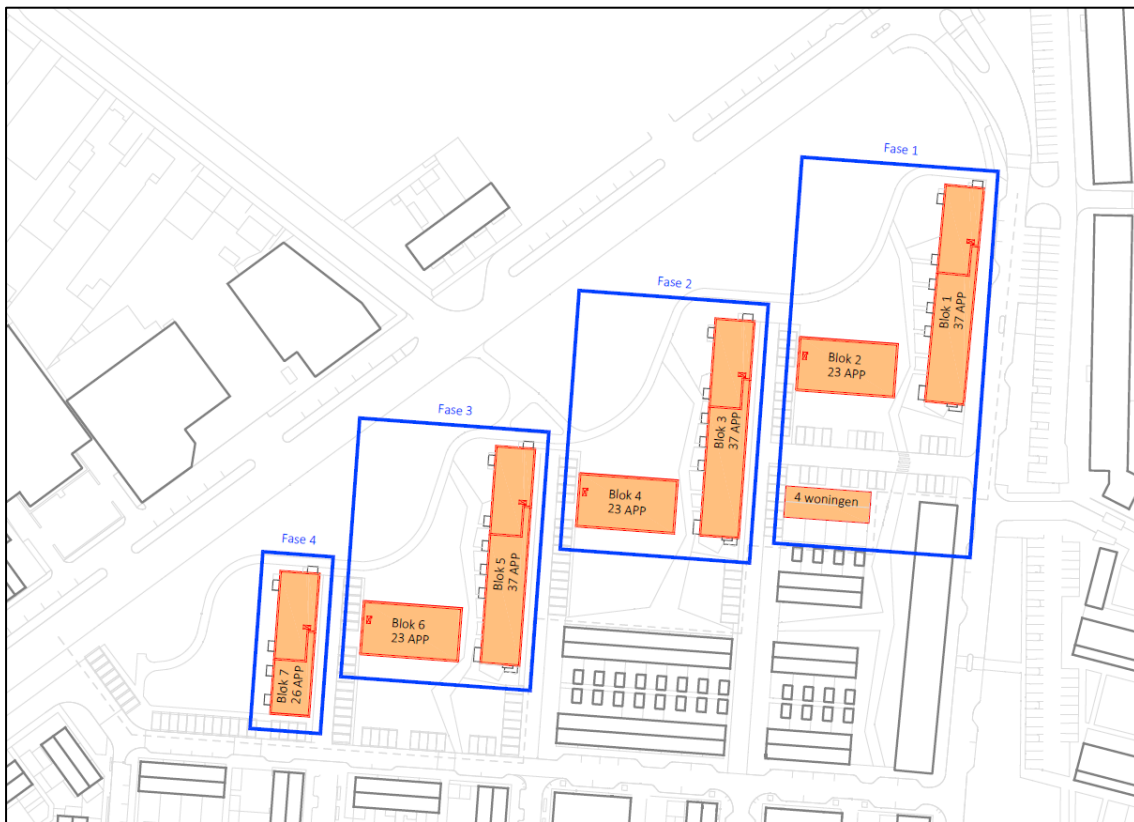 Fase 1
Blok 1
37 APP
Blok 2
23 APP
4 woningen
Fase 2
Blok 3
37 APP
Blok 4
23 APP
Fase 3
Blok 5
37 APP
Blok 6
23 APP
Fase 4
Blok 7
26 APP